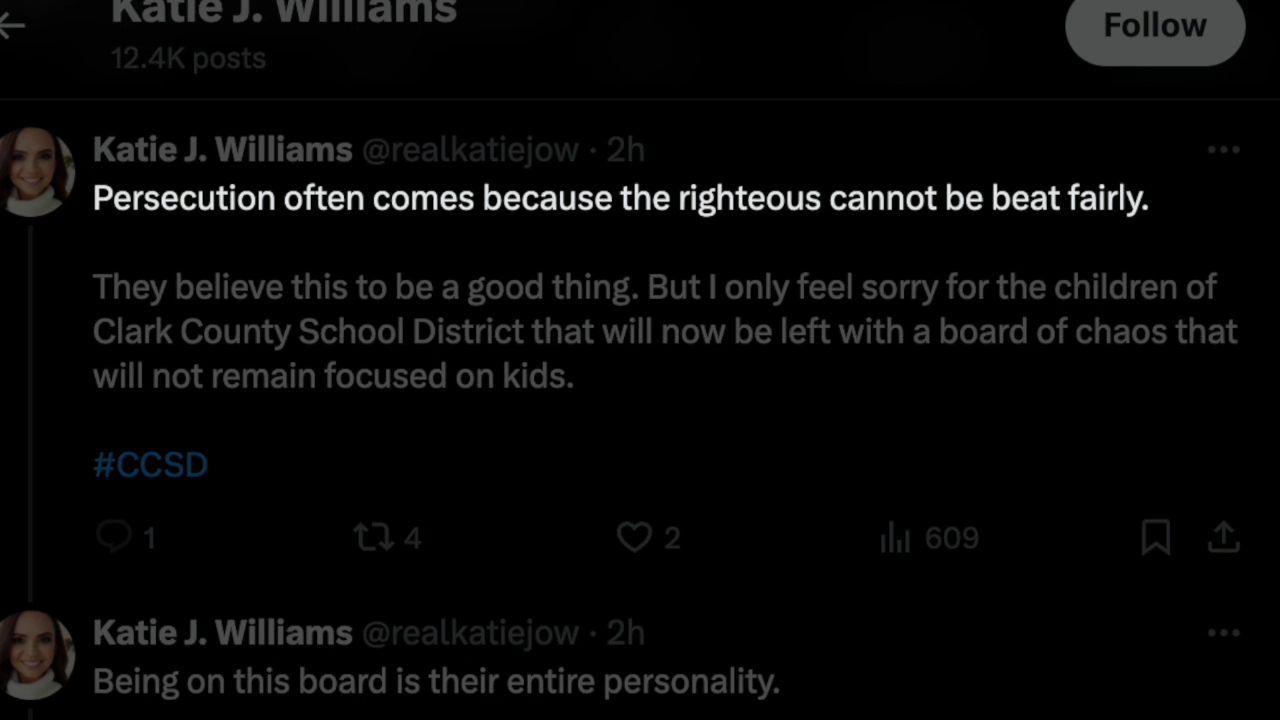 Katie J. Williams
12.4K posts
Follow
Katie J. Williams @realkatiejow · 2h
Persecution often comes because the righteous cannot be beat fairly.
They believe this to be a good thing. But I only feel sorry for the children of
Clark County School District that will now be left with a board of chaos that
will not remain focused on kids.
#CCSD
1 4 2 609
Katie J. Williams @realkatiejow · 2h
Being on this board is their entire personality.